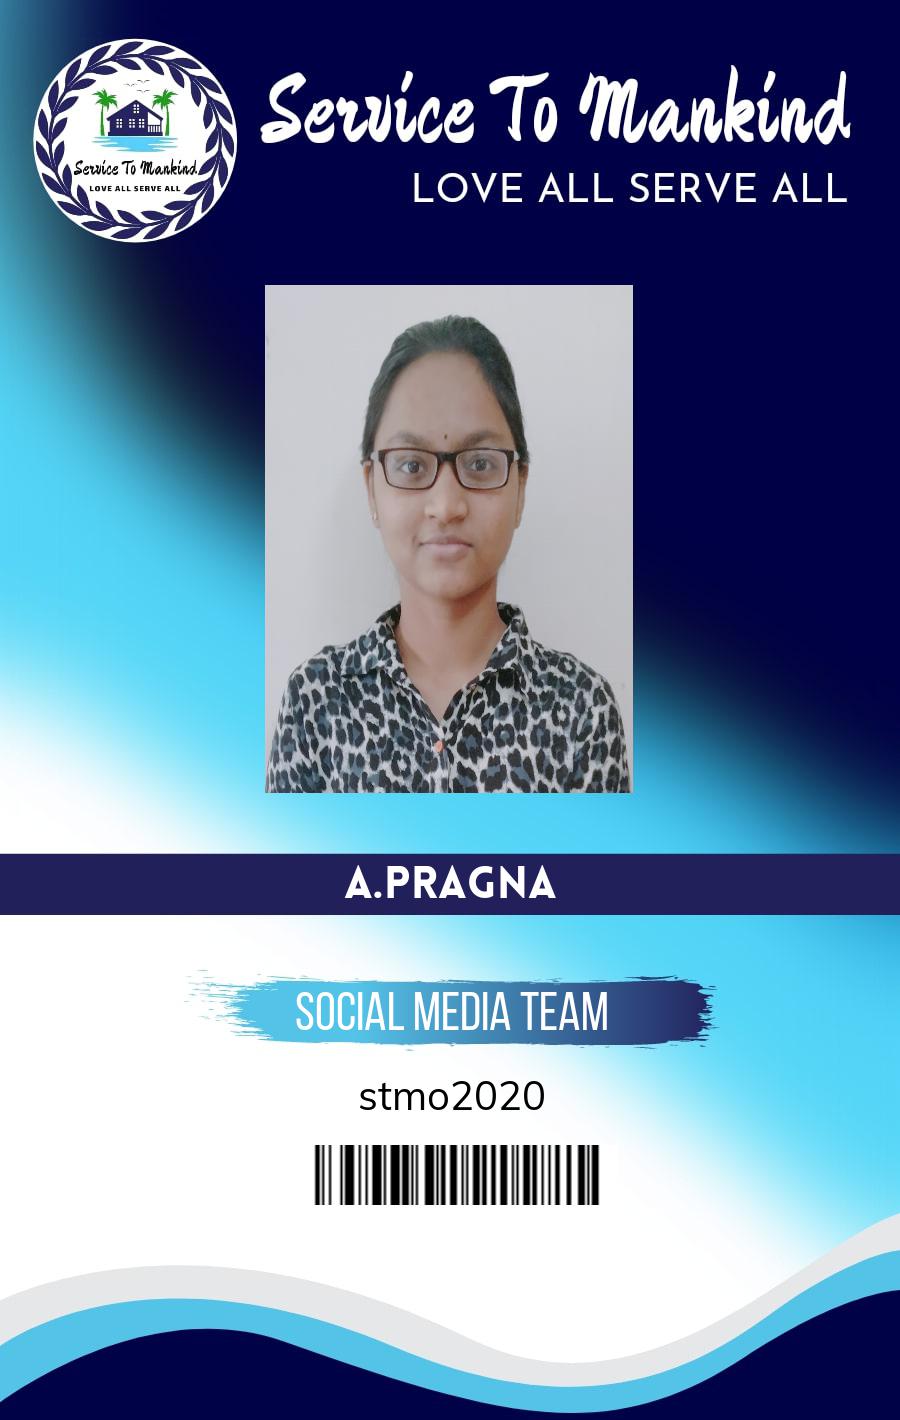 Service To Mankind
LOVE ALL SERVE ALL
Service To Mankind
LOVE ALL SERVE ALL
A.PRAGNA
SOCIAL MEDIA TEAM
stmo2020